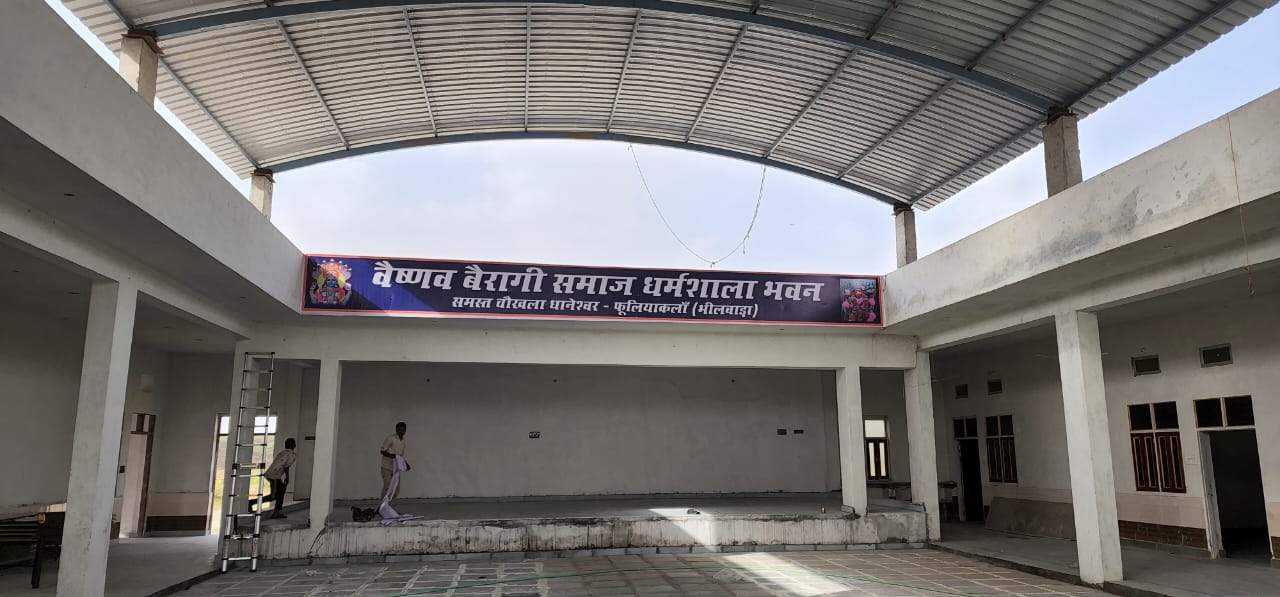 वैष्णव बैरागी समाज धर्मशाला भवन
समस्त चौखला धानेश्वर - फूलियाकलाँ (भीलवाड़ा)